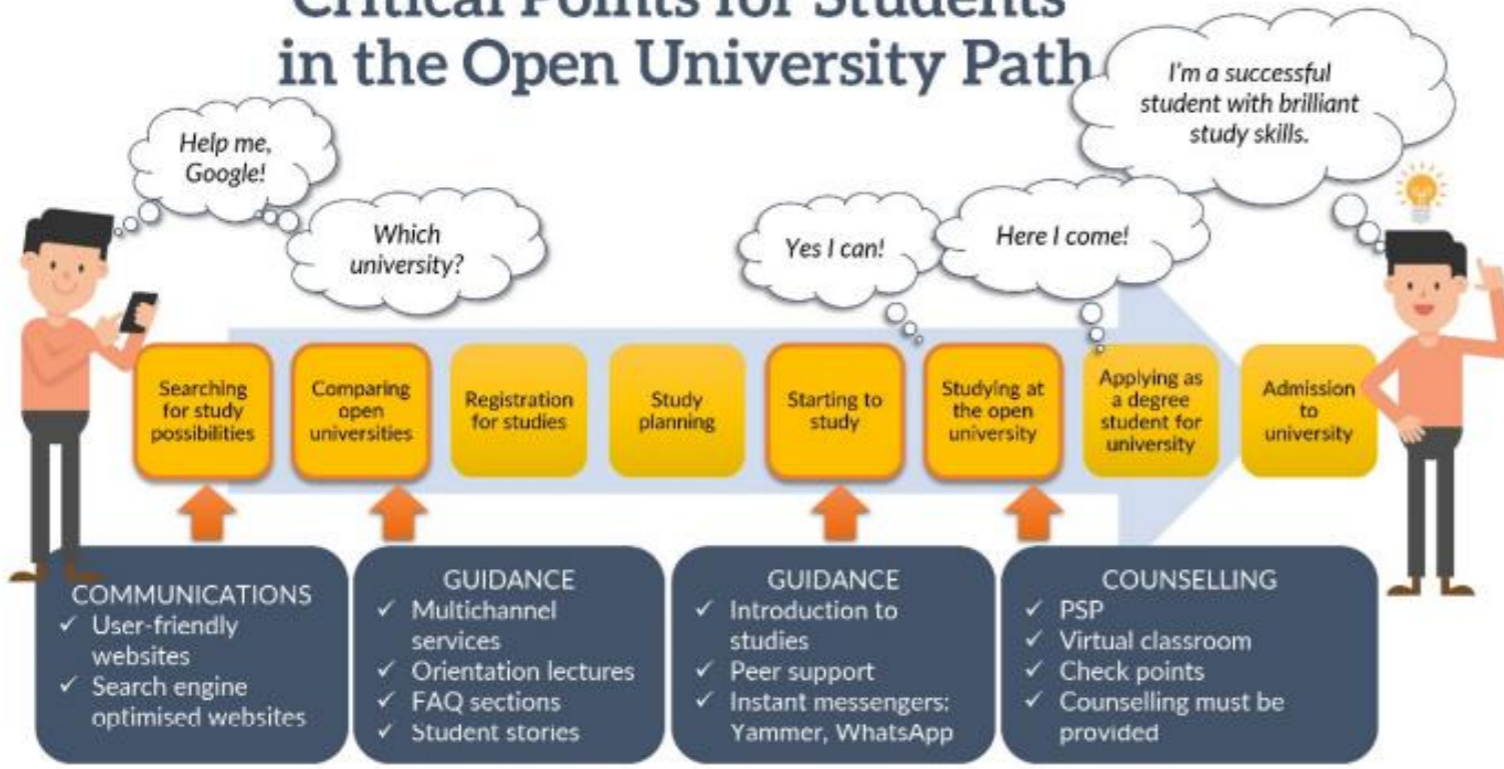 Critical Points for Students
in the Open University Path
I'm a successful
student with brilliant
study skills.
Help me,
Google!
Which
university?
Yes I can!
Here I come!
Searching
for study
possibilities
Comparing
open
universities
Registration
for studies
Study
planning
Starting to
study
Studying at
the open
university
Applying as
a degree
student for
university
Admission
to
university
COMMUNICATIONS
✓ User-friendly
websites
✓ Search engine
optimised websites
GUIDANCE
✓ Multichannel
services
✓ Orientation lectures
✓ FAQ sections
✓ Student stories
GUIDANCE
✓ Introduction to
studies
✓ Peer support
✓ Instant messengers:
Yammer, WhatsApp
COUNSELLING
✓ PSP
✓ Virtual classroom
✓ Check points
✓ Counselling must be
provided